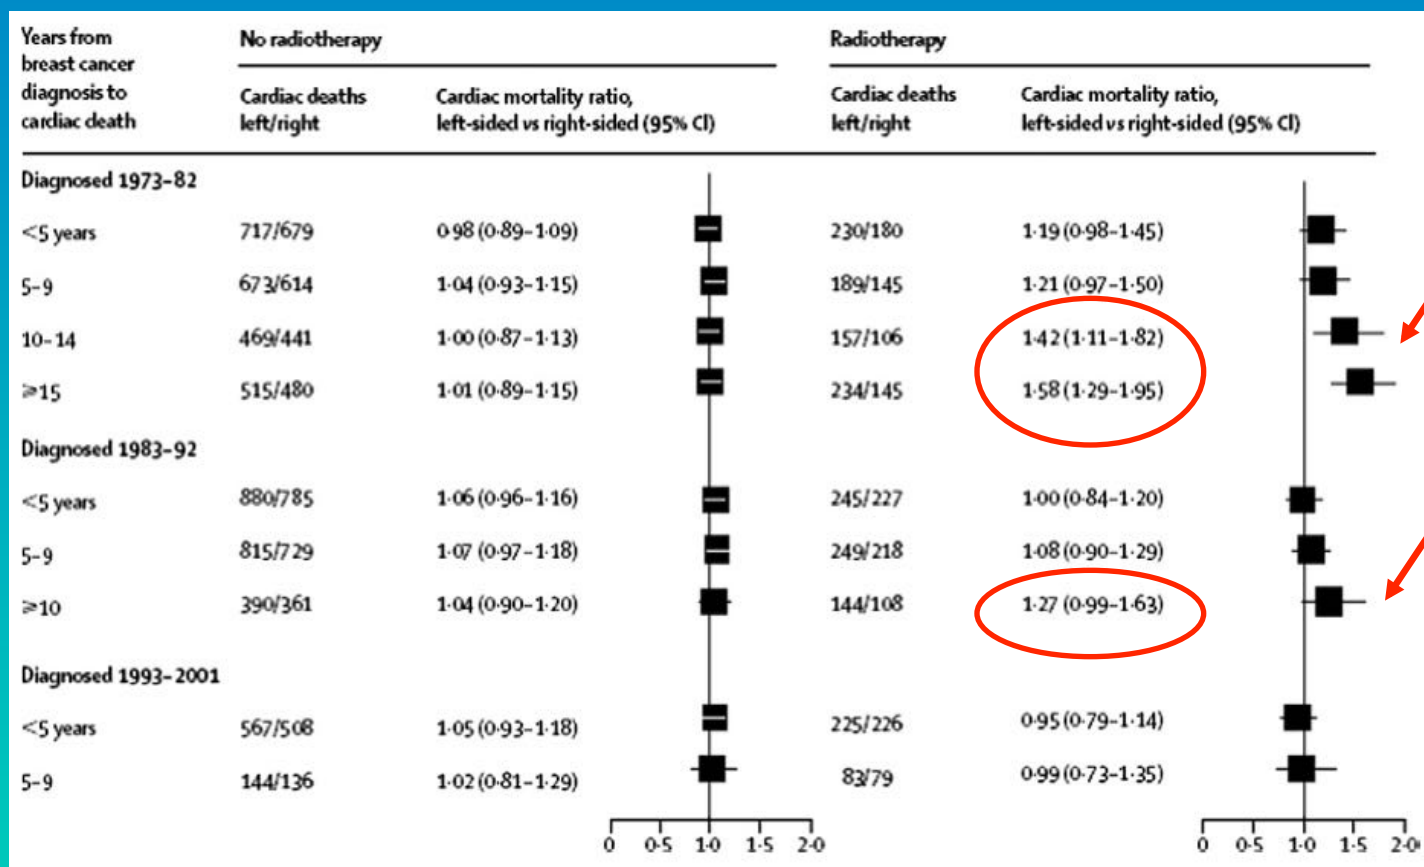 Years from
breast cancer
diagnosis to
cardiac death
No radiotherapy
Radiotherapy
Cardiac deaths
left/right
Cardiac mortality ratio,
left-sided vs right-sided (95% CI)
Cardiac deaths
left/right
Cardiac mortality ratio,
left-sided vs right-sided (95% CI)
Diagnosed 1973–82
<5 years 717/679 0·98 (0·89–1·09) 230/180 1·19 (0·98–1·45)
5–9 673/614 1·04 (0·93–1·15) 189/145 1·21 (0·97–1·50)
10–14 469/441 1·00 (0·87–1·13) 157/106 1·42 (1·11–1·82)
≥15 515/480 1·01 (0·89–1·15) 234/145 1·58 (1·29–1·95)
Diagnosed 1983–92
<5 years 880/785 1·06 (0·96–1·16) 245/227 1·00 (0·84–1·20)
5–9 815/729 1·07 (0·97–1·18) 249/218 1·08 (0·90–1·29)
≥10 390/361 1·04 (0·90–1·20) 144/108 1·27 (0·99–1·63)
Diagnosed 1993–2001
<5 years 567/508 1·05 (0·93–1·18) 225/226 0·95 (0·79–1·14)
5–9 144/136 1·02 (0·81–1·29) 83/79 0·99 (0·73–1·35)
0 0·5 1·0 1·5 2·0 0 0·5 1·0 1·5 2·0